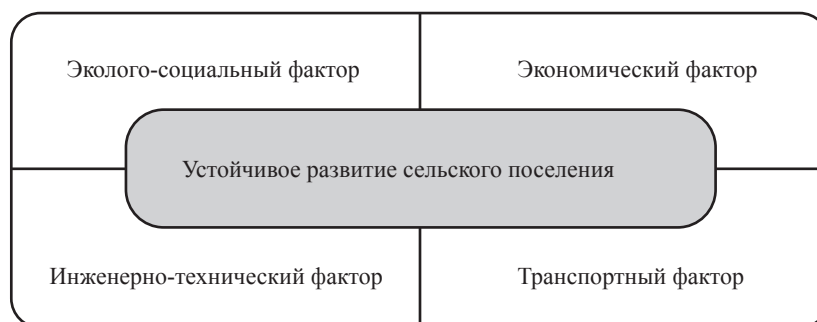 Эколого-социальный фактор
Экономический фактор
Устойчивое развитие сельского поселения
Инженерно-технический фактор
Транспортный фактор